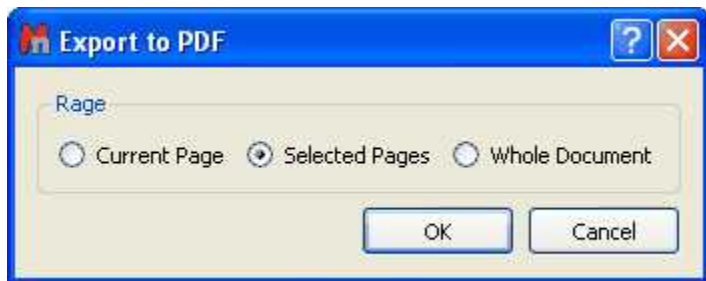 Export to PDF
Rage
Current Page Selected Pages Whole Document
OK Cancel